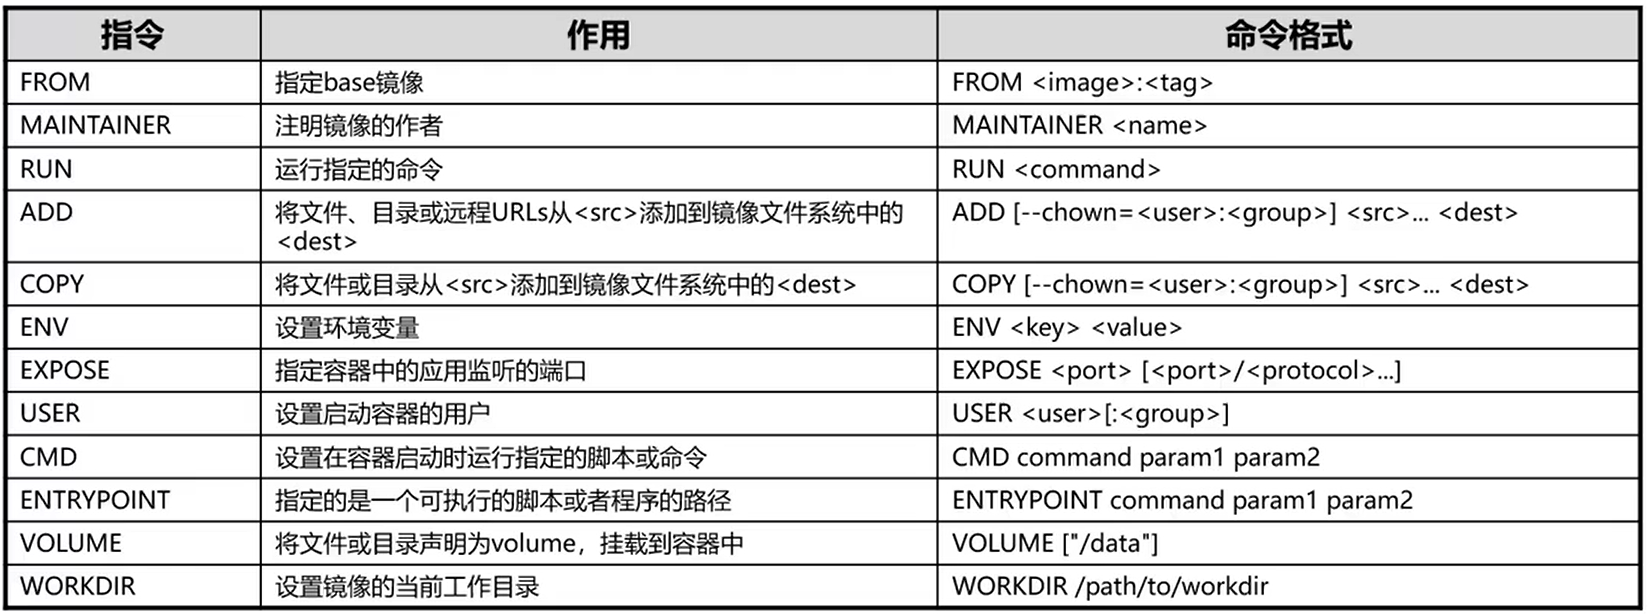 指令 作用 命令格式
FROM 指定base镜像 FROM <image>:<tag>
MAINTAINER 注明镜像的作者 MAINTAINER <name>
RUN 运行指定的命令 RUN <command>
ADD 将文件、目录或远程URLs从<src>添加到镜像文件系统中的 ADD [--chown=<user>:<group>] <src>... <dest>
<dest>
COPY 将文件或目录从<src>添加到镜像文件系统中的<dest> COPY [--chown=<user>:<group>] <src>... <dest>
ENV 设置环境变量 ENV <key> <value>
EXPOSE 指定容器中的应用监听的端口 EXPOSE <port> [<port>/<protocol>...]
USER 设置启动容器的用户 USER <user>[:<group>]
CMD 设置在容器启动时运行指定的脚本或命令 CMD command param1 param2
ENTRYPOINT 指定的是一个可执行的脚本或者程序的路径 ENTRYPOINT command param1 param2
VOLUME 将文件或目录声明为volume，挂载到容器中 VOLUME ["/data"]
WORKDIR 设置镜像的当前工作目录 WORKDIR /path/to/workdir